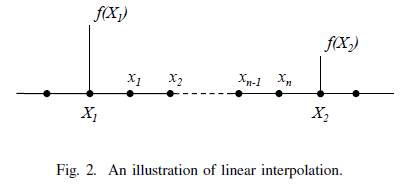 f(X₁)
f(X₂)
x₁ x₂ xₙ₋₁ xₙ
X₁ X₂
Fig. 2. An illustration of linear interpolation.